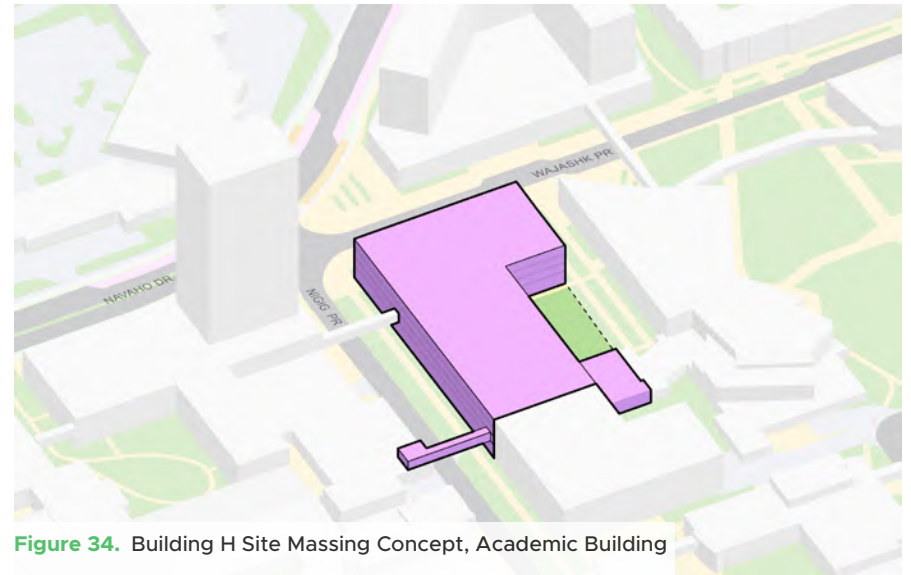 WAJASHK PR
NAVAHO DR
NIGIG PR
Figure 34. Building H Site Massing Concept, Academic Building